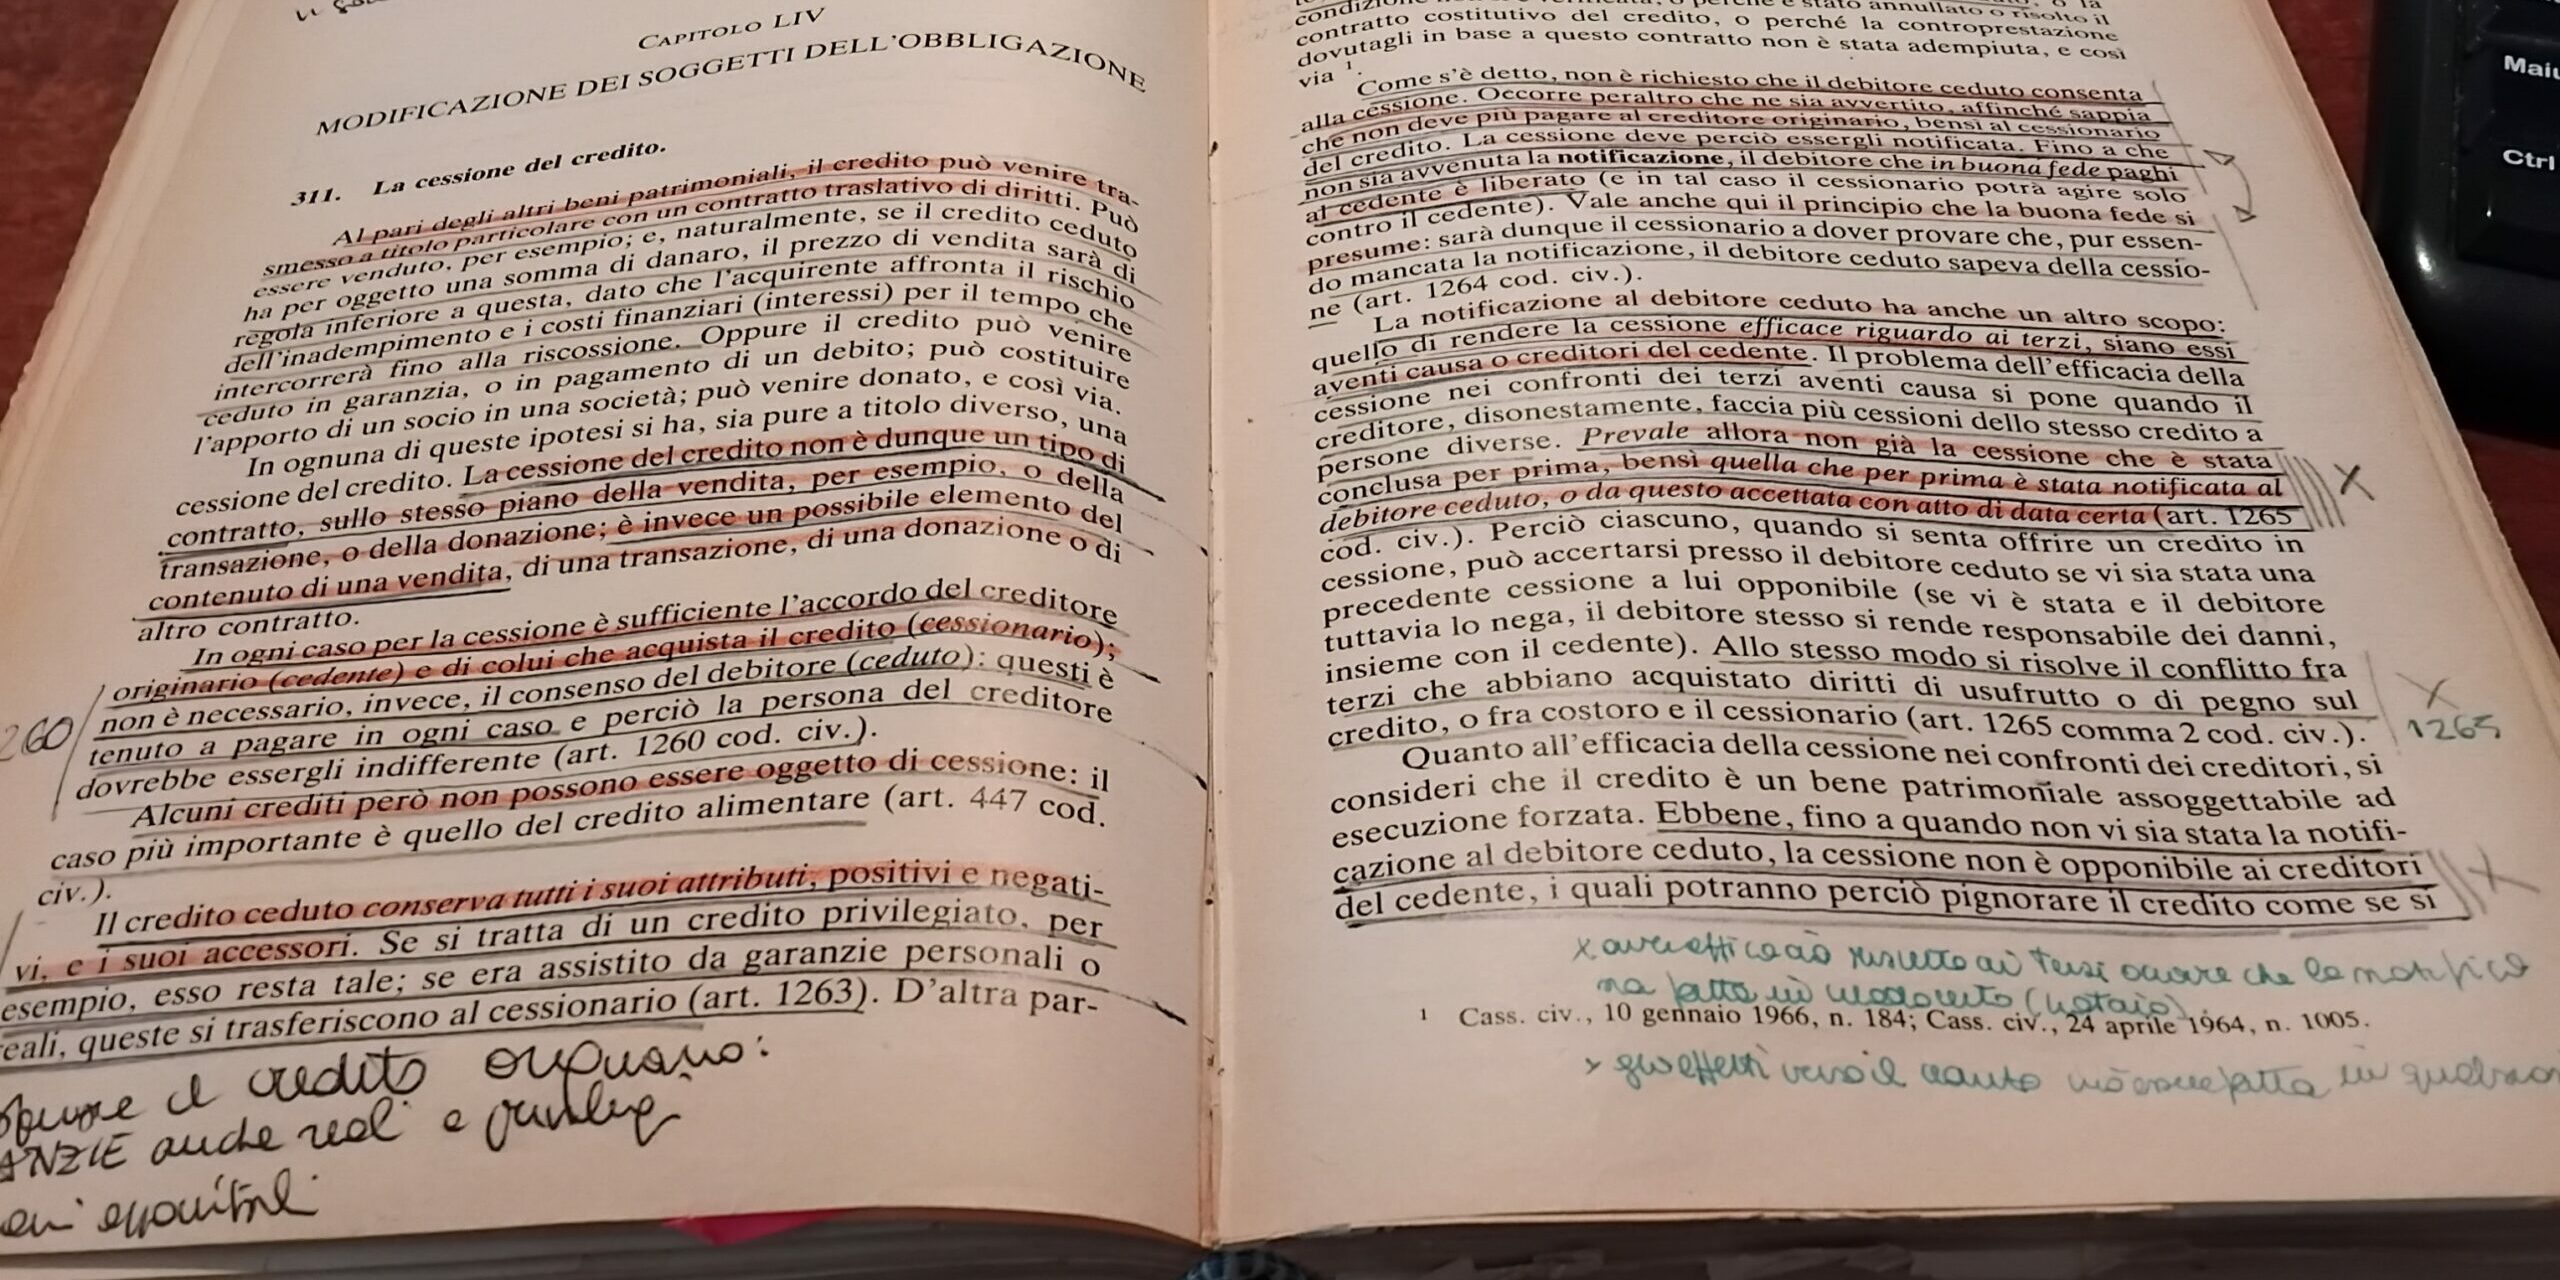 CAPITOLO LIV
MODIFICAZIONE DEI SOGGETTI DELL'OBBLIGAZIONE
311. La cessione del credito.
Al pari degli altri beni patrimoniali, il credito può venire tra-
smesso a titolo particolare con un contratto traslativo di diritti. Può
essere venduto, per esempio; e, naturalmente, se il credito ceduto
ha per oggetto una somma di danaro, il prezzo di vendita sarà di
regola inferiore a questa, dato che l'acquirente affronta il rischio
dell'inadempimento e i costi finanziari (interessi) per il tempo che
intercorrerà fino alla riscossione. Oppure il credito può venire
ceduto in garanzia, o in pagamento di un debito; può costituire
l'apporto di un socio in una società; può venire donato, e così via.
In ognuna di queste ipotesi si ha, sia pure a titolo diverso, una
cessione del credito. La cessione del credito non è dunque un tipo di
contratto, sullo stesso piano della vendita, per esempio, o della
transazione, o della donazione; è invece un possibile elemento del
contenuto di una vendita, di una transazione, di una donazione o di
altro contratto.
In ogni caso per la cessione è sufficiente l'accordo del creditore
originario (cedente) e di colui che acquista il credito (cessionario);
non è necessario, invece, il consenso del debitore (ceduto): questi è
tenuto a pagare in ogni caso e perciò la persona del creditore
dovrebbe essergli indifferente (art. 1260 cod. civ.).
260
Alcuni crediti però non possono essere oggetto di cessione: il
caso più importante è quello del credito alimentare (art. 447 cod.
civ.).
Il credito ceduto conserva tutti i suoi attributi, positivi e negati-
vi, e i suoi accessori. Se si tratta di un credito privilegiato, per
esempio, esso resta tale; se era assistito da garanzie personali o
reali, queste si trasferiscono al cessionario (art. 1263). D'altra par-
il credito
ANZIE anche reali e
contratto costitutivo del credito, o perché la controprestazione
dovutagli in base a questo contratto non è stata adempiuta, e così
via 1.
Come s'è detto, non è richiesto che il debitore ceduto consenta
alla cessione. Occorre peraltro che ne sia avvertito, affinché sappia
che non deve più pagare al creditore originario, bensì al cessionario
del credito. La cessione deve perciò essergli notificata. Fino a che
non sia avvenuta la notificazione, il debitore che in buona fede paghi
al cedente è liberato (e in tal caso il cessionario potrà agire solo
contro il cedente). Vale anche qui il principio che la buona fede si
presume: sarà dunque il cessionario a dover provare che, pur essen-
do mancata la notificazione, il debitore ceduto sapeva della cessio-
ne (art. 1264 cod. civ.).
La notificazione al debitore ceduto ha anche un altro scopo:
quello di rendere la cessione efficace riguardo ai terzi, siano essi
aventi causa o creditori del cedente. Il problema dell'efficacia della
cessione nei confronti dei terzi aventi causa si pone quando il
creditore, disonestamente, faccia più cessioni dello stesso credito a
persone diverse. Prevale allora non già la cessione che è stata
conclusa per prima, bensì quella che per prima è stata notificata al
debitore ceduto, o da questo accettata con atto di data certa (art. 1265
cod. civ.). Perciò ciascuno, quando si senta offrire un credito in
cessione, può accertarsi presso il debitore ceduto se vi sia stata una
precedente cessione a lui opponibile (se vi è stata e il debitore
tuttavia lo nega, il debitore stesso si rende responsabile dei danni,
insieme con il cedente). Allo stesso modo si risolve il conflitto fra
terzi che abbiano acquistato diritti di usufrutto o di pegno sul
credito, o fra costoro e il cessionario (art. 1265 comma 2 cod. civ.).
X
1265
Quanto all'efficacia della cessione nei confronti dei creditori, si
consideri che il credito è un bene patrimoniale assoggettabile ad
esecuzione forzata. Ebbene, fino a quando non vi sia stata la notifi-
cazione al debitore ceduto, la cessione non è opponibile ai creditori
del cedente, i quali potranno perciò pignorare il credito come se si
x aver efficacia rispetto ai terzi occorre che la notifica
sia fatta in (notaio)
1 Cass. civ., 10 gennaio 1966, n. 184; Cass. civ., 24 aprile 1964, n. 1005.
effetti verso il fatta in
Maiu
Ctrl